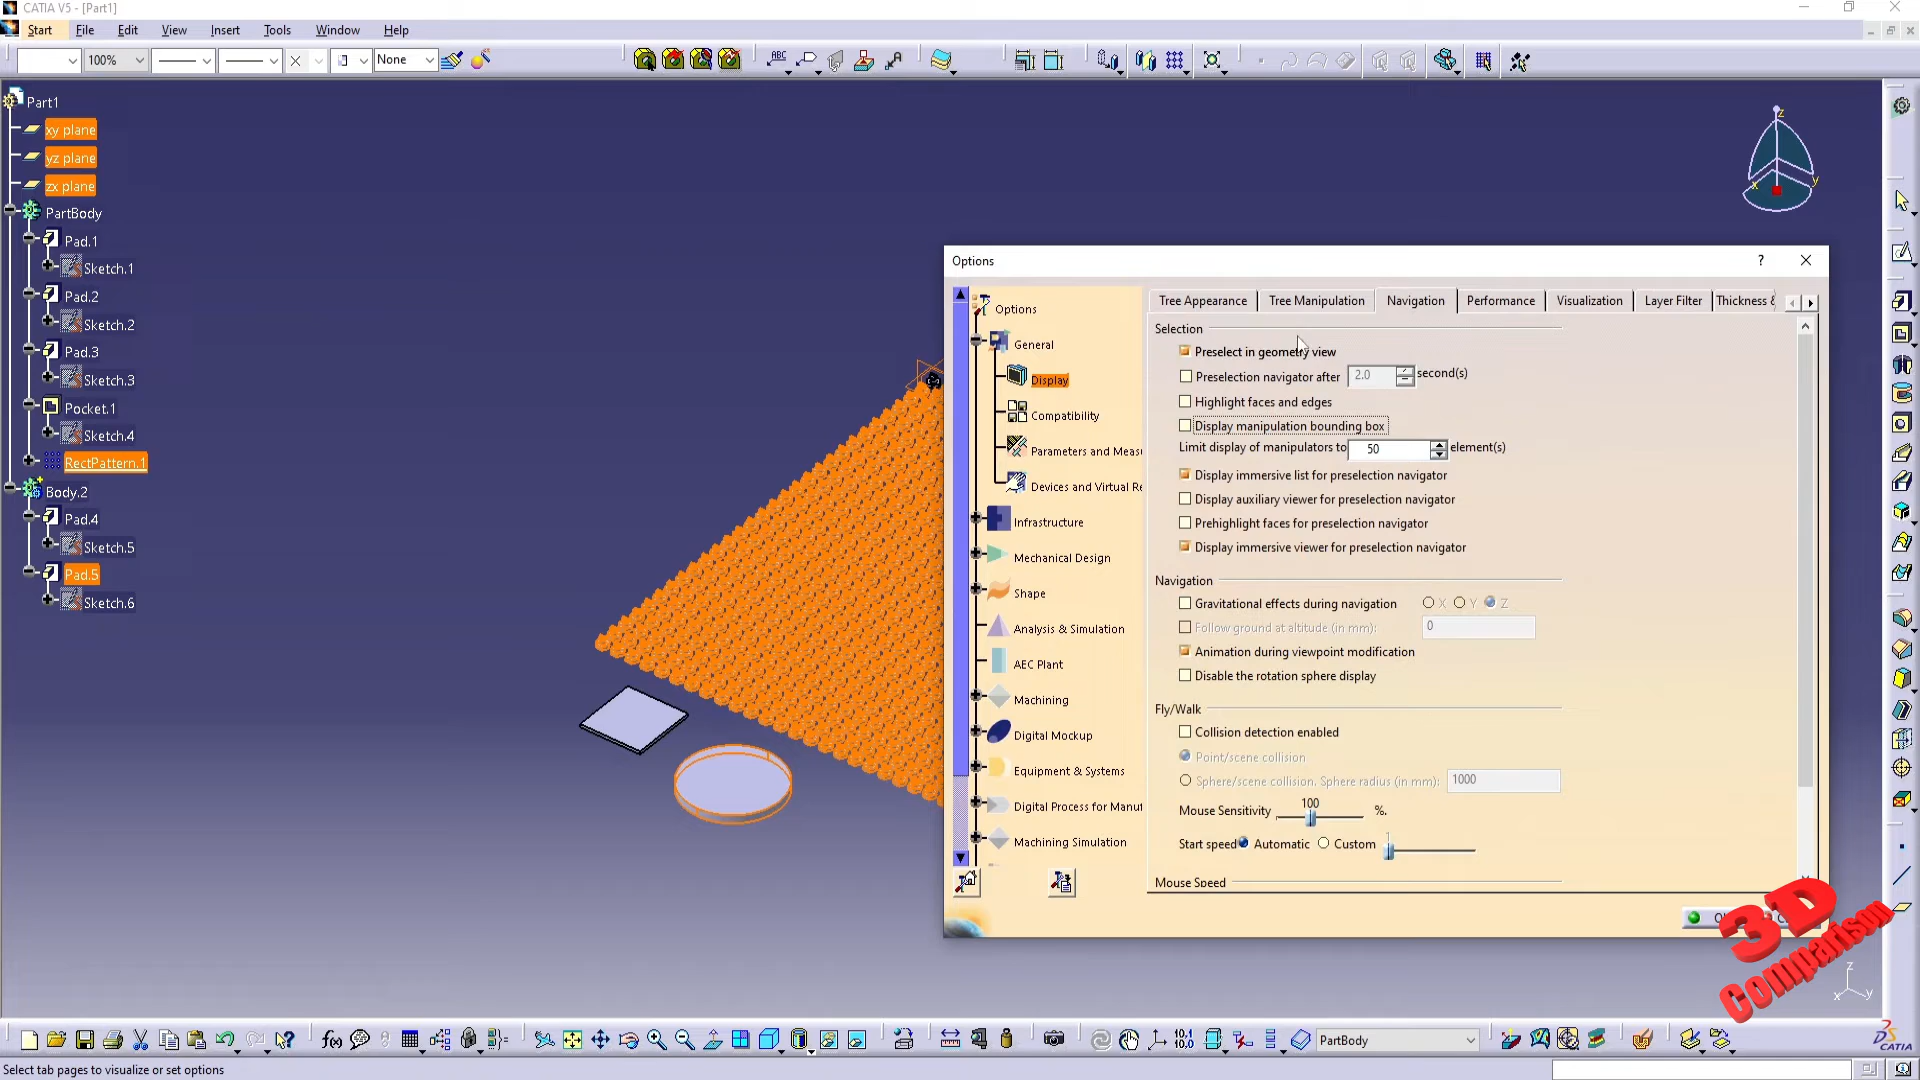 CATIA V5 - [Part1]
Start File Edit View Insert Tools Window Help
100% None ABC
Part1
xy plane
yz plane
zx plane
PartBody
Pad.1
Sketch.1
Pad.2
Sketch.2
Pad.3
Sketch.3
Pocket.1
Sketch.4
RectPattern.1
Body.2
Pad.4
Sketch.5
Pad.5
Sketch.6
z
x y
Options ?
Options
General
Display
Compatibility
Parameters and Meas
Devices and Virtual Re
Infrastructure
Mechanical Design
Shape
Analysis & Simulation
AEC Plant
Machining
Digital Mockup
Equipment & Systems
Digital Process for Manuf
Machining Simulation
Tree Appearance Tree Manipulation Navigation Performance Visualization Layer Filter Thickness &
Selection
Preselect in geometry view
Preselection navigator after 2.0 second(s)
Highlight faces and edges
Display manipulation bounding box
Limit display of manipulators to 50 element(s)
Display immersive list for preselection navigator
Display auxiliary viewer for preselection navigator
Prehighlight faces for preselection navigator
Display immersive viewer for preselection navigator
Navigation
Gravitational effects during navigation X Y Z
Follow ground at altitude (in mm): 0
Animation during viewpoint modification
Disable the rotation sphere display
Fly/Walk
Collision detection enabled
Point/scene collision
Sphere/scene collision. Sphere radius (in mm): 1000
100
Mouse Sensitivity %.
Start speed Automatic Custom
Mouse Speed
3D
Comparison
z
x y
f(x) 10.1 10.0 PartBody
CATIA
Select tab pages to visualize or set options